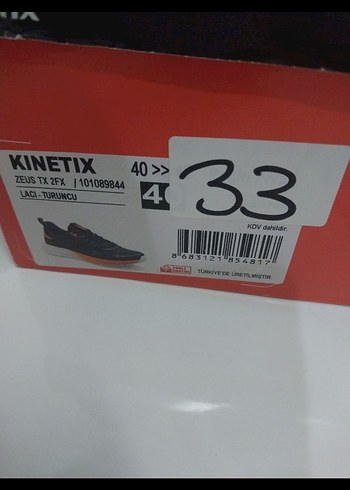 KINETIX
ZEUS TX 2FX / 101089844
LACI - TURUNCU
40 >>
40
33
KDV dahildir.
8 683121 854817
TÜRKİYE'DE ÜRETİLMİŞTİR.